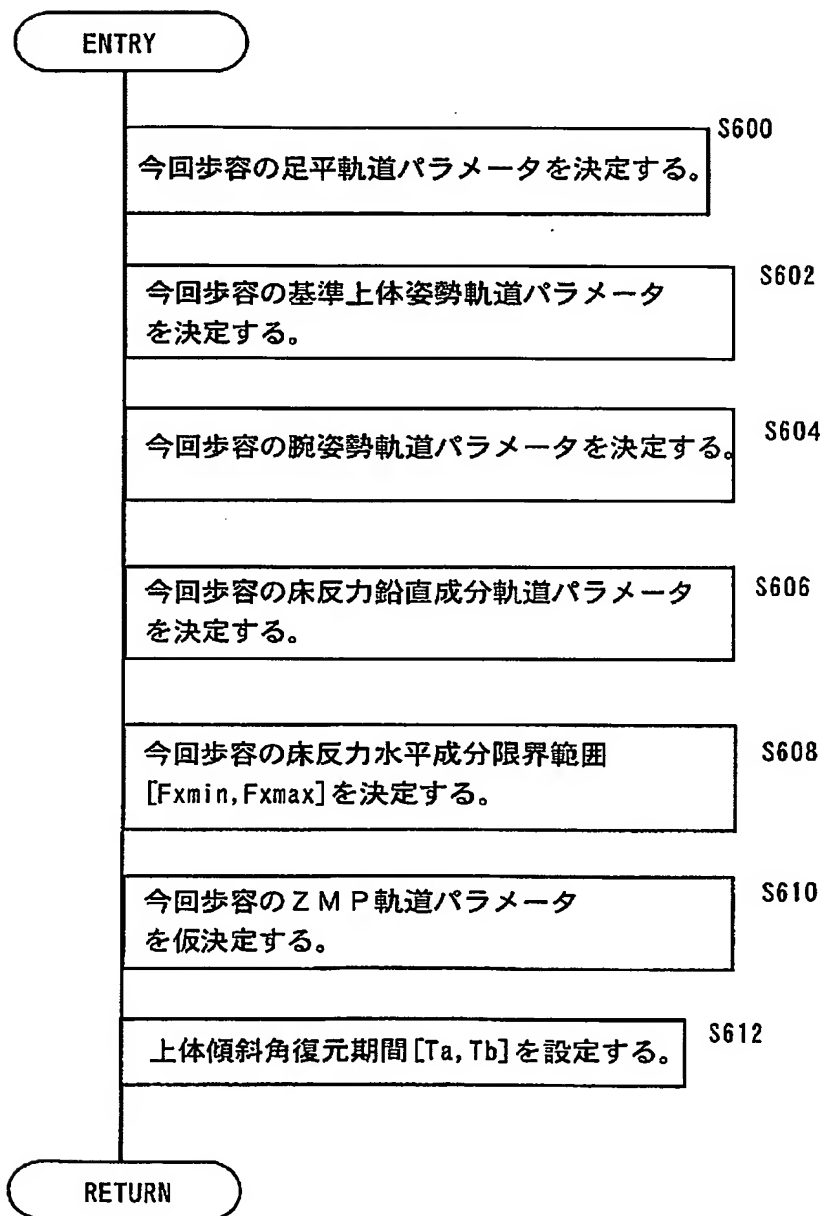 ENTRY
S600
今回歩容の足平軌道パラメータを決定する。
S602
今回歩容の基準上体姿勢軌道パラメータ
を決定する。
S604
今回歩容の腕姿勢軌道パラメータを決定する。
S606
今回歩容の床反力鉛直成分軌道パラメータ
を決定する。
S608
今回歩容の床反力水平成分限界範囲
[Fxmin,Fxmax]を決定する。
S610
今回歩容のＺＭＰ軌道パラメータ
を仮決定する。
S612
上体傾斜角復元期間[Ta,Tb]を設定する。
RETURN